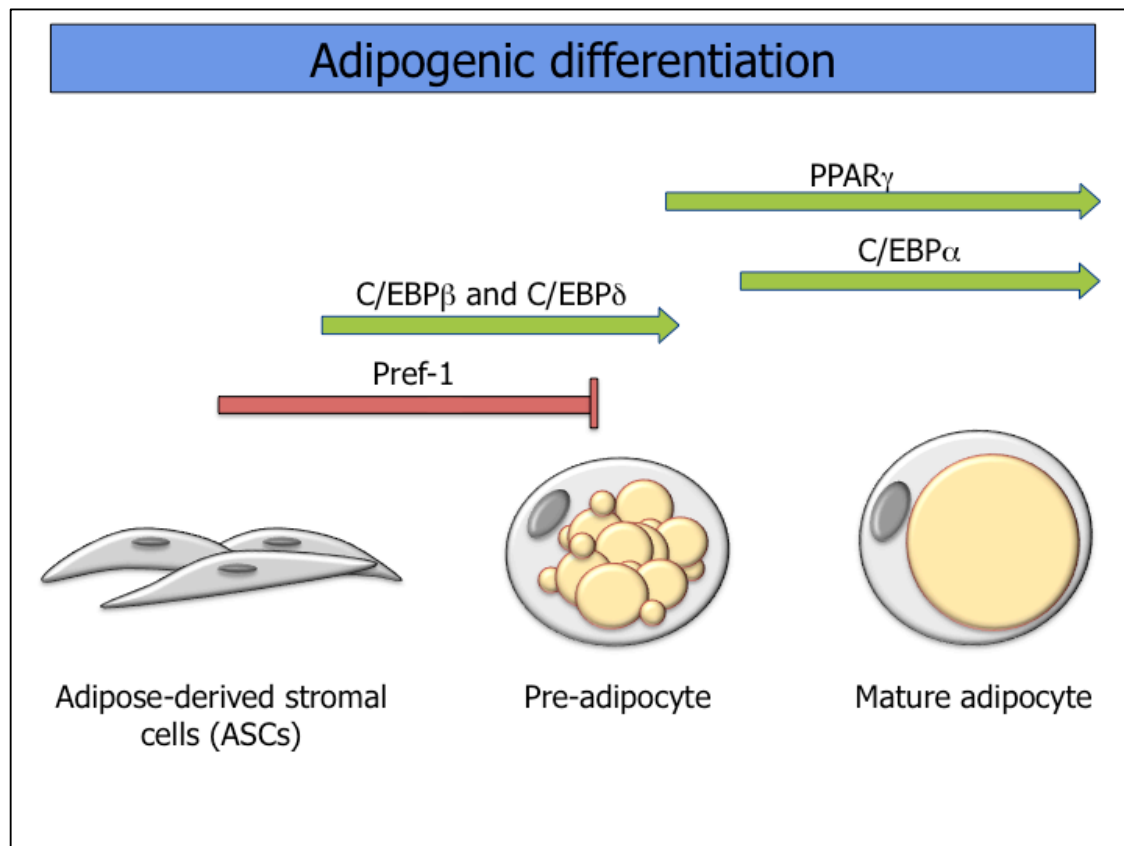 Adipogenic differentiation
PPARγ
C/EBPα
C/EBPβ and C/EBPδ
Pref-1
Adipose-derived stromal
cells (ASCs)
Pre-adipocyte
Mature adipocyte